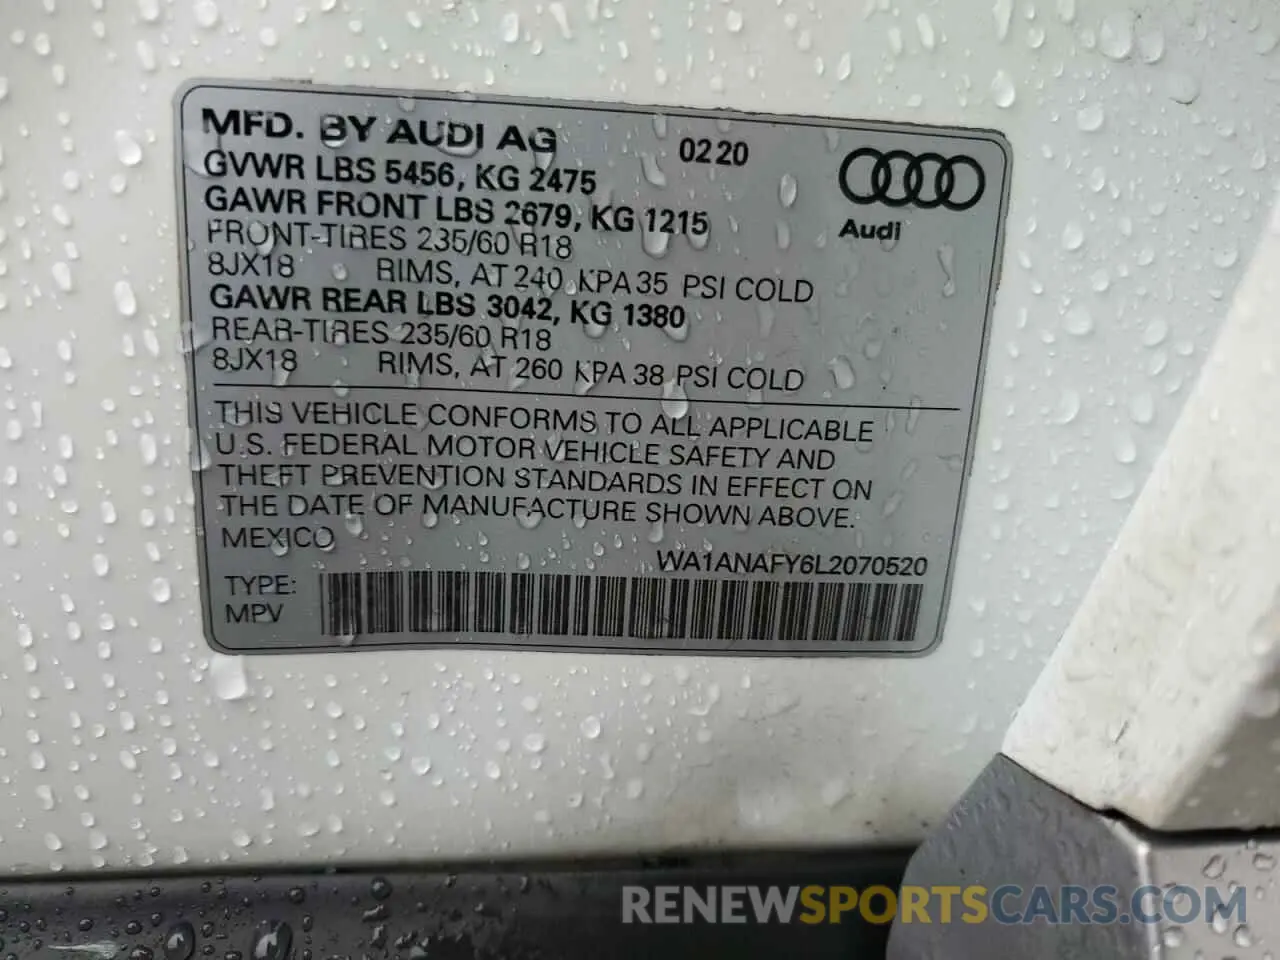 MFD. BY AUDI AG 0220
GVWR LBS 5456, KG 2475
GAWR FRONT LBS 2679, KG 1215
Audi
FRONT-TIRES 235/60 R18
8JX18 RIMS, AT 240 KPA 35 PSI COLD
GAWR REAR LBS 3042, KG 1380
REAR-TIRES 235/60 R18
8JX18 RIMS, AT 260 KPA 38 PSI COLD
THIS VEHICLE CONFORMS TO ALL APPLICABLE
U.S. FEDERAL MOTOR VEHICLE SAFETY AND
THEFT PREVENTION STANDARDS IN EFFECT ON
THE DATE OF MANUFACTURE SHOWN ABOVE.
MEXICO
WA1ANAFY6L2070520
TYPE:
MPV
RENEWSPORTSCARS.COM